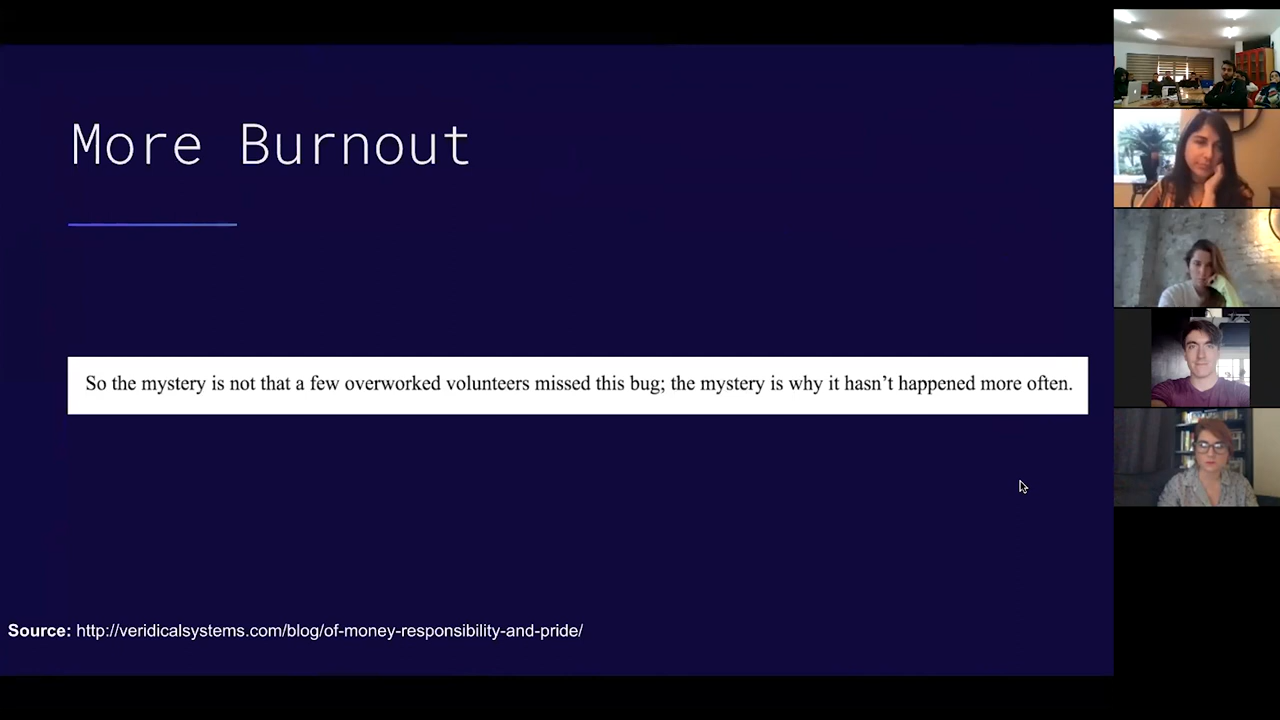 More Burnout
So the mystery is not that a few overworked volunteers missed this bug; the mystery is why it hasn’t happened more often.
Source: http://veridicalsystems.com/blog/of-money-responsibility-and-pride/